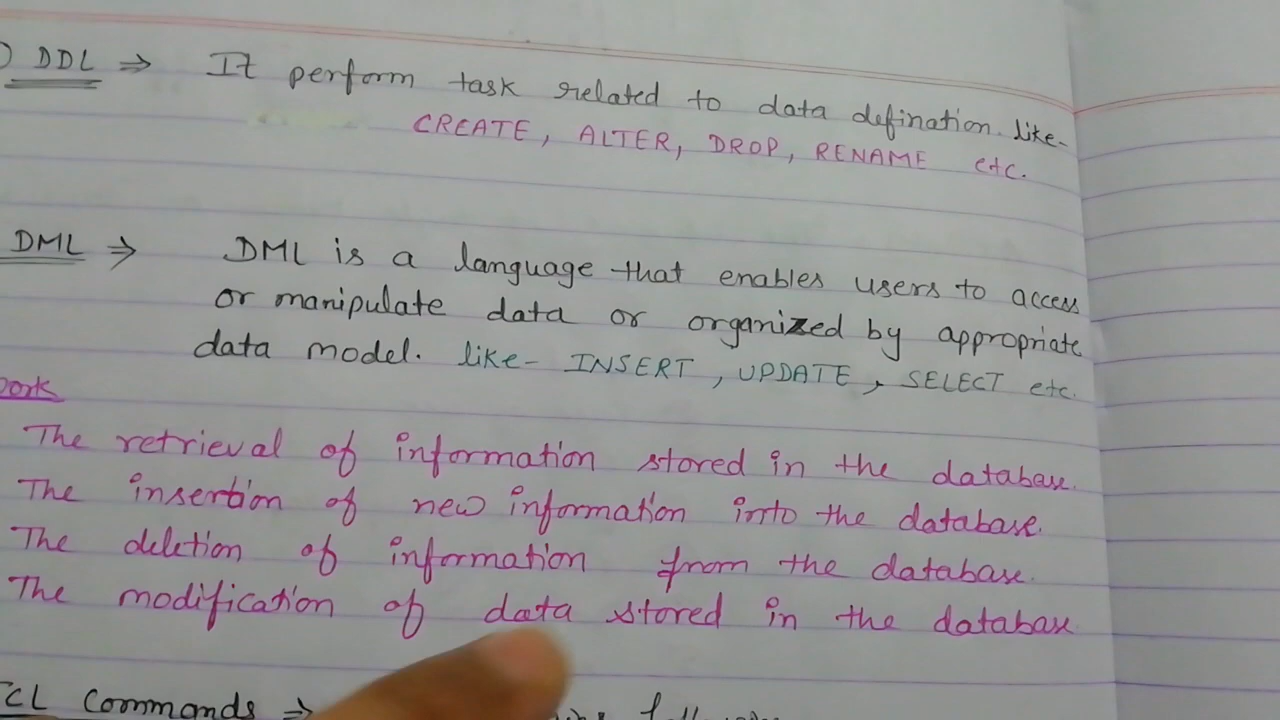 ) DDL ⇒ It perform task related to data defination. like-
CREATE, ALTER, DROP, RENAME etc.
DML ⇒ DML is a language that enables users to access
or manipulate data or organized by appropriate
data model. like- INSERT, UPDATE, SELECT etc.
ork
The retrieval of information stored in the database.
The insertion of new information into the database.
The deletion of information from the database.
The modification of data stored in the database
CL Commands ⇒